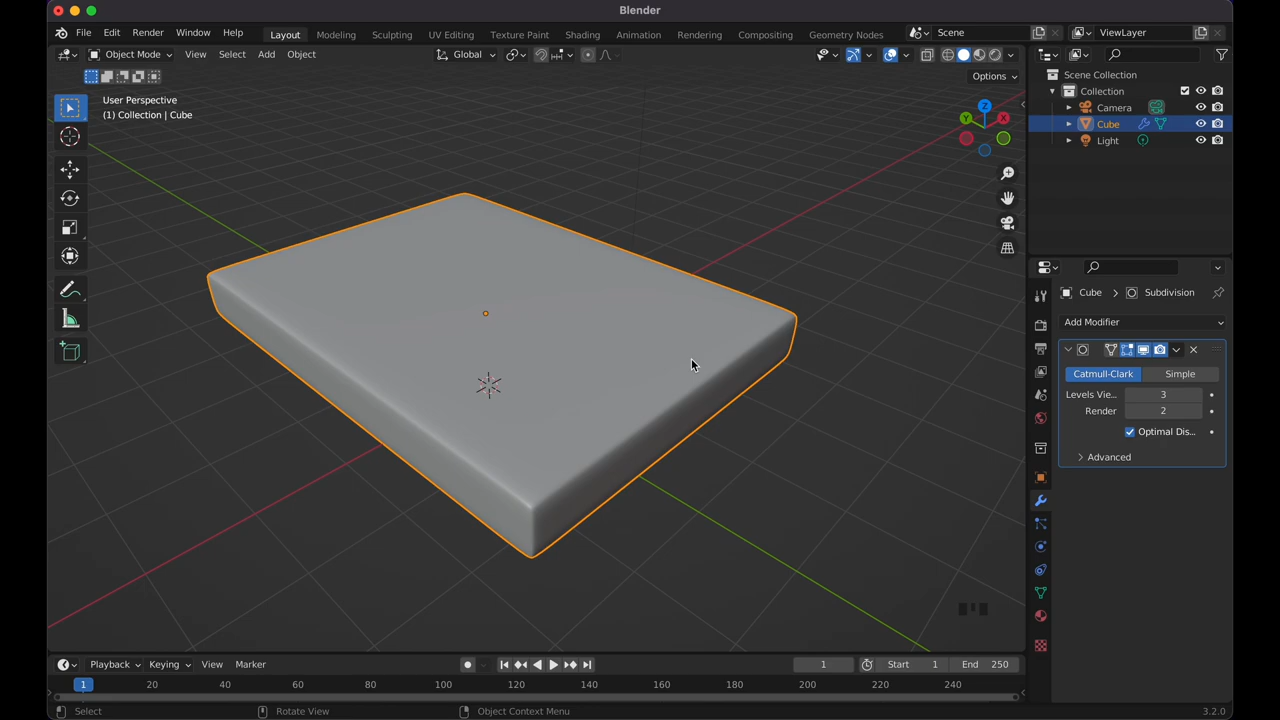 Blender
File Edit Render Window Help Layout Modeling Sculpting UV Editing Texture Paint Shading Animation Rendering Compositing Geometry Nodes Scene ViewLayer
Object Mode View Select Add Object Global
Options
User Perspective
(1) Collection | Cube
Z
Y
X
Scene Collection
Collection
Camera
Cube
Light
Cube Subdivision
Add Modifier
Catmull-Clark Simple
Levels Vie... 3
Render 2
Optimal Dis...
Advanced
Playback Keying View Marker 1 Start 1 End 250
1 20 40 60 80 100 120 140 160 180 200 220 240
Select Rotate View Object Context Menu 3.2.0